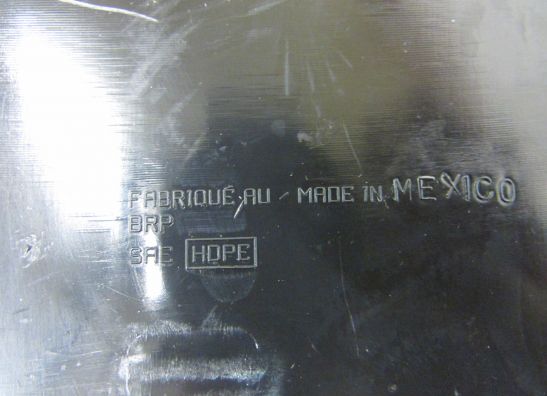 FABRIQUÉ AU / MADE in MEXICO
BRP
SAE HDPE